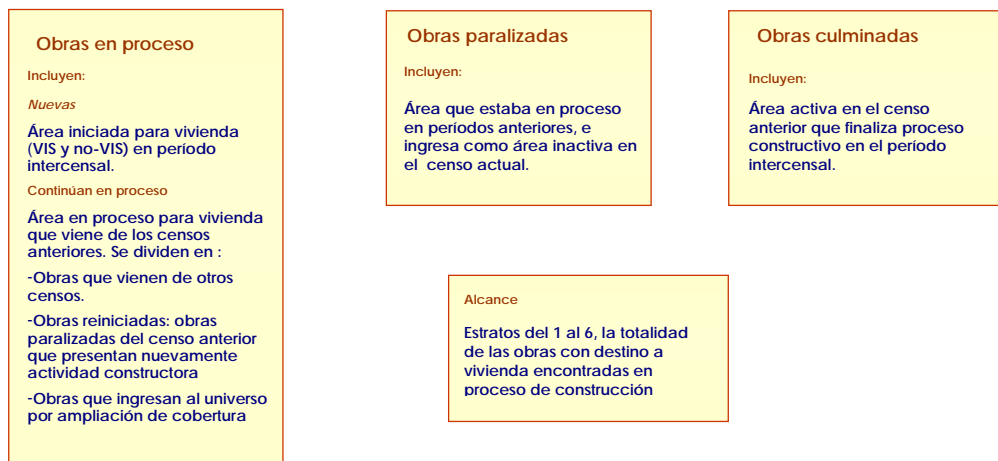 Obras en proceso
Incluyen:
Nuevas
Área iniciada para vivienda
(VIS y no-VIS) en período
intercensal.
Continúan en proceso
Área en proceso para vivienda
que viene de los censos
anteriores. Se dividen en :
-Obras que vienen de otros
censos.
-Obras reiniciadas: obras
paralizadas del censo anterior
que presentan nuevamente
actividad constructora
-Obras que ingresan al universo
por ampliación de cobertura
Obras paralizadas
Incluyen:
Área que estaba en proceso
en períodos anteriores, e
ingresa como área inactiva en
el censo actual.
Obras culminadas
Incluyen:
Área activa en el censo
anterior que finaliza proceso
constructivo en el período
intercensal.
Alcance
Estratos del 1 al 6, la totalidad
de las obras con destino a
vivienda encontradas en
proceso de construcción